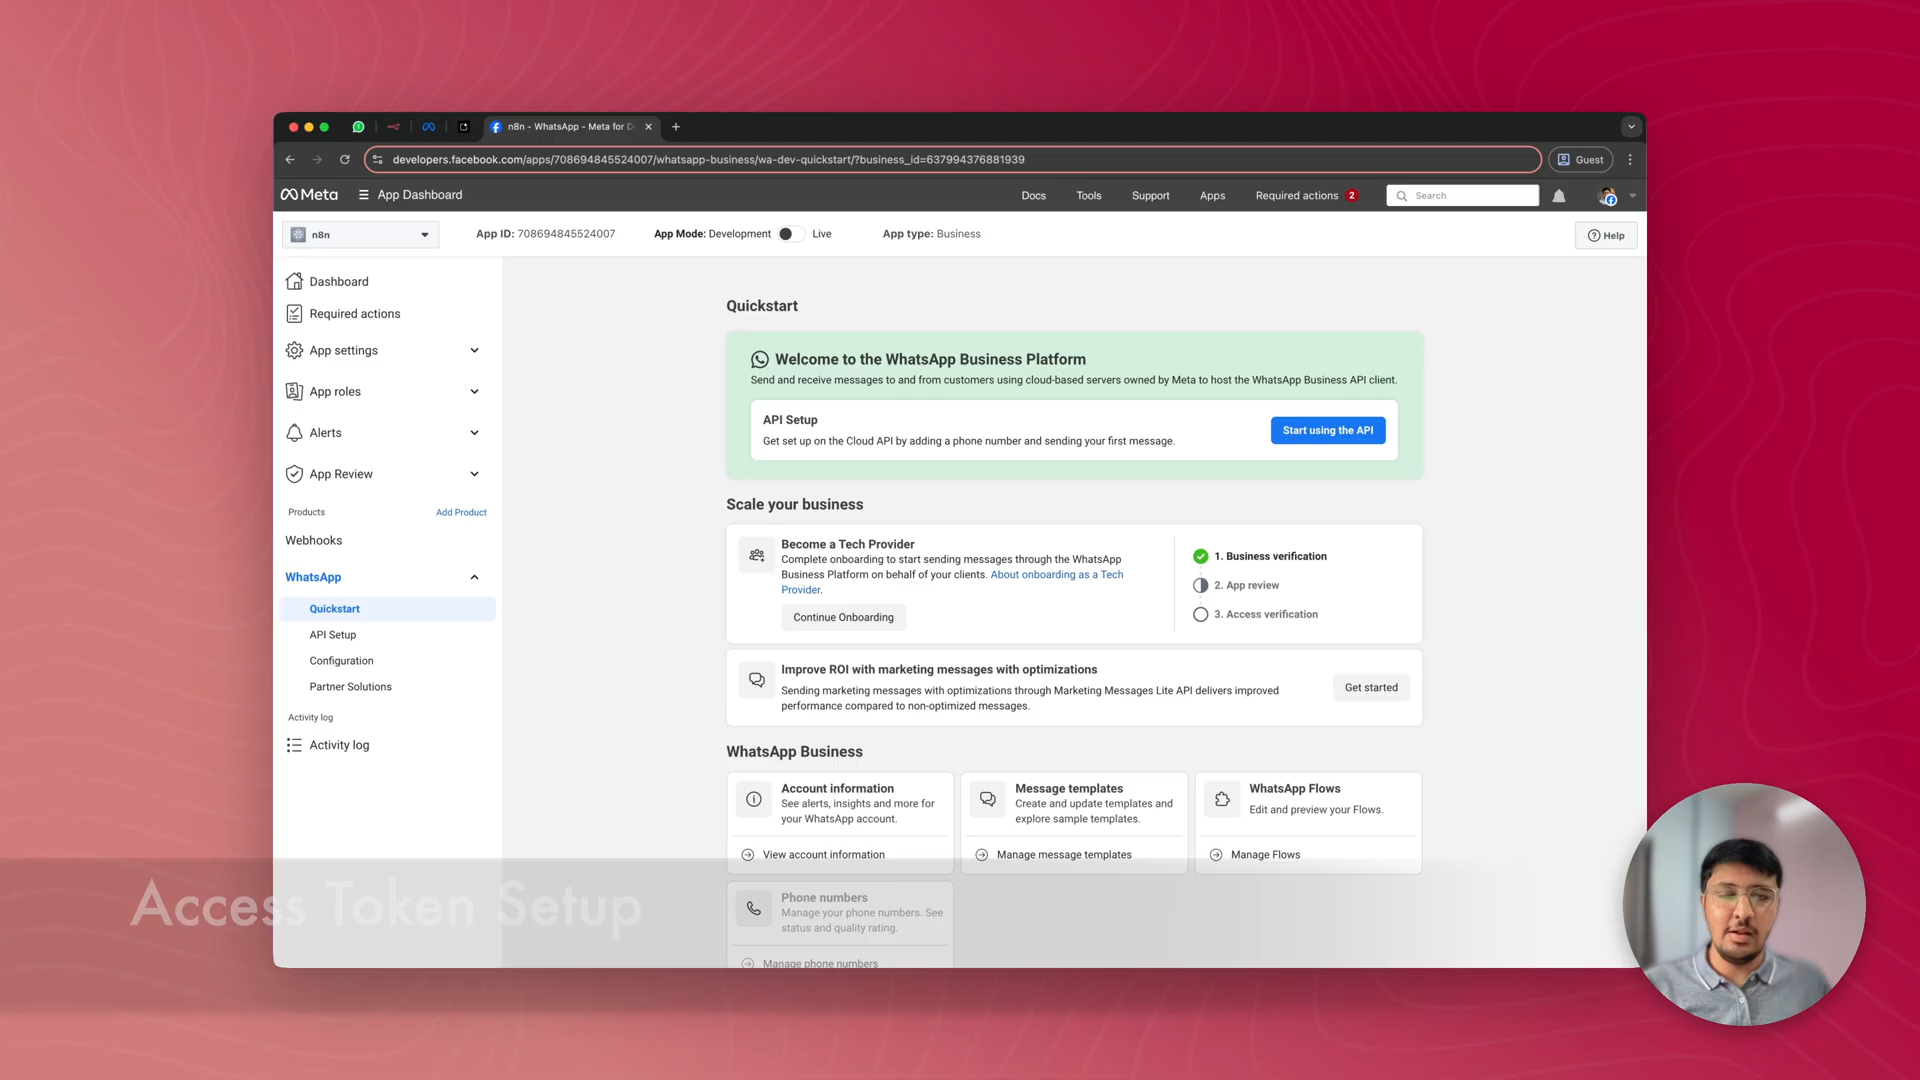 n8n - WhatsApp - Meta for D
developers.facebook.com/apps/708694845524007/whatsapp-business/wa-dev-quickstart/?business_id=637994376881939
Guest
Meta
App Dashboard
Docs
Tools
Support
Apps
Required actions
2
Search
n8n
App ID: 708694845524007
App Mode: Development
Live
App type: Business
Help
Dashboard
Required actions
App settings
App roles
Alerts
App Review
Products
Add Product
Webhooks
WhatsApp
Quickstart
API Setup
Configuration
Partner Solutions
Activity log
Activity log
Quickstart
Welcome to the WhatsApp Business Platform
Send and receive messages to and from customers using cloud-based servers owned by Meta to host the WhatsApp Business API client.
API Setup
Get set up on the Cloud API by adding a phone number and sending your first message.
Start using the API
Scale your business
Become a Tech Provider
Complete onboarding to start sending messages through the WhatsApp
Business Platform on behalf of your clients. About onboarding as a Tech
Provider.
Continue Onboarding
1. Business verification
2. App review
3. Access verification
Improve ROI with marketing messages with optimizations
Sending marketing messages with optimizations through Marketing Messages Lite API delivers improved
performance compared to non-optimized messages.
Get started
WhatsApp Business
Account information
See alerts, insights and more for
your WhatsApp account.
View account information
Message templates
Create and update templates and
explore sample templates.
Manage message templates
WhatsApp Flows
Edit and preview your Flows.
Manage Flows
Phone numbers
Manage your phone numbers. See
status and quality rating.
Manage phone numbers
Access Token Setup